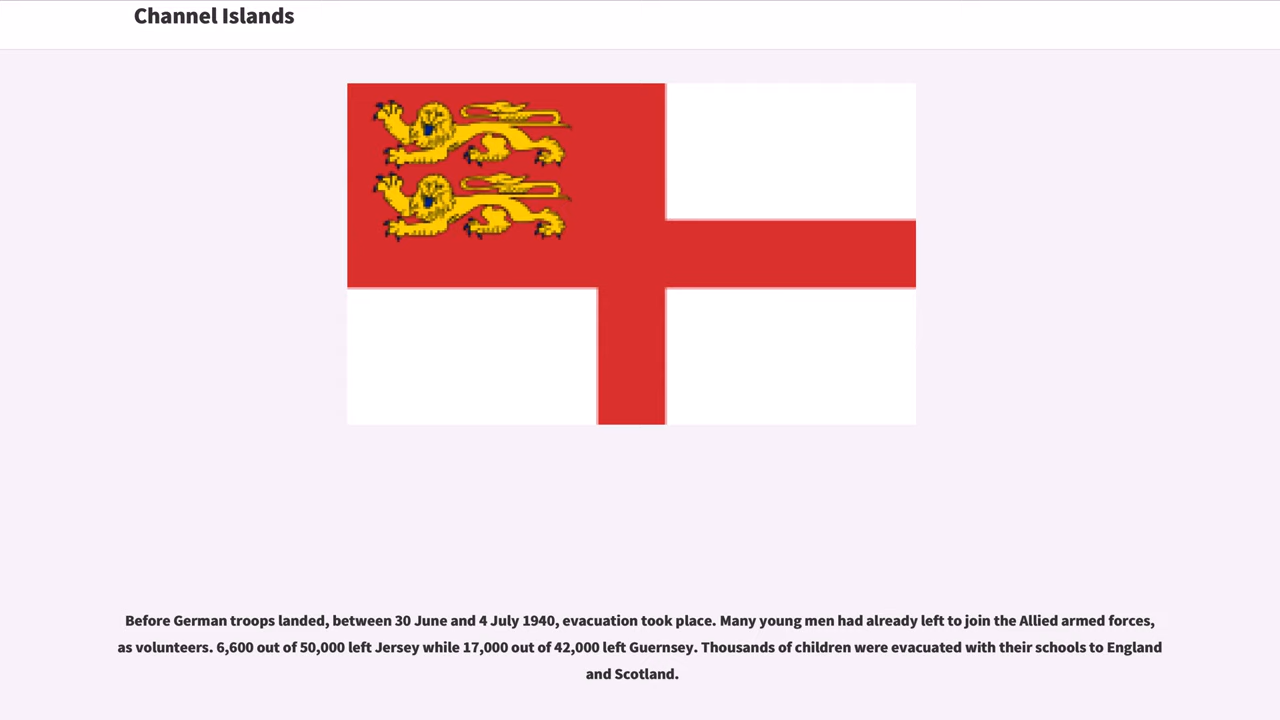 Channel Islands
Before German troops landed, between 30 June and 4 July 1940, evacuation took place. Many young men had already left to join the Allied armed forces,
as volunteers. 6,600 out of 50,000 left Jersey while 17,000 out of 42,000 left Guernsey. Thousands of children were evacuated with their schools to England
and Scotland.